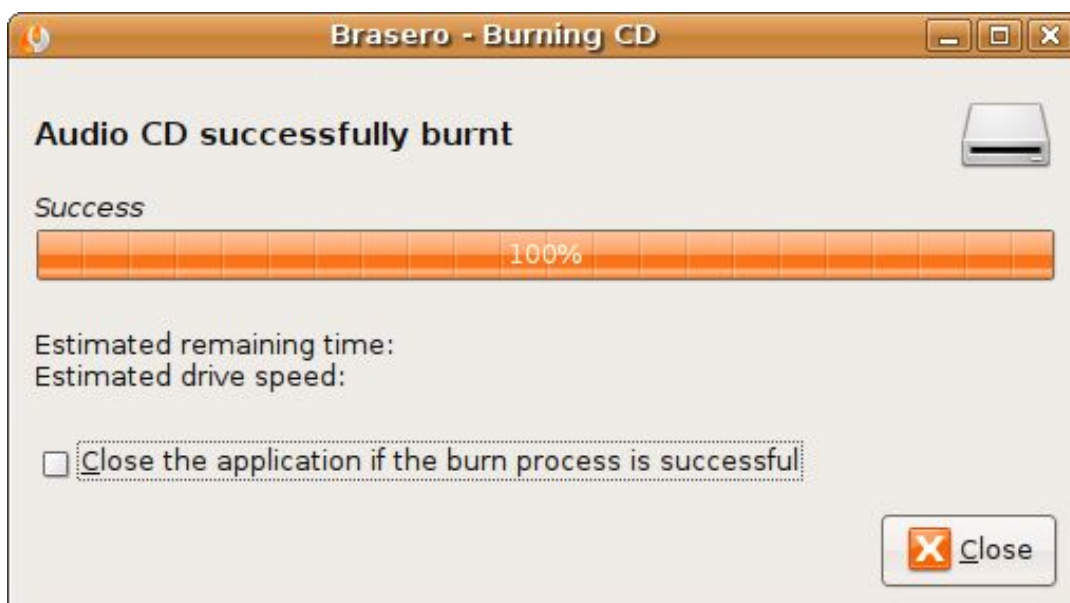 Brasero - Burning CD
Audio CD successfully burnt
Success
100%
Estimated remaining time:
Estimated drive speed:
Close the application if the burn process is successful
Close